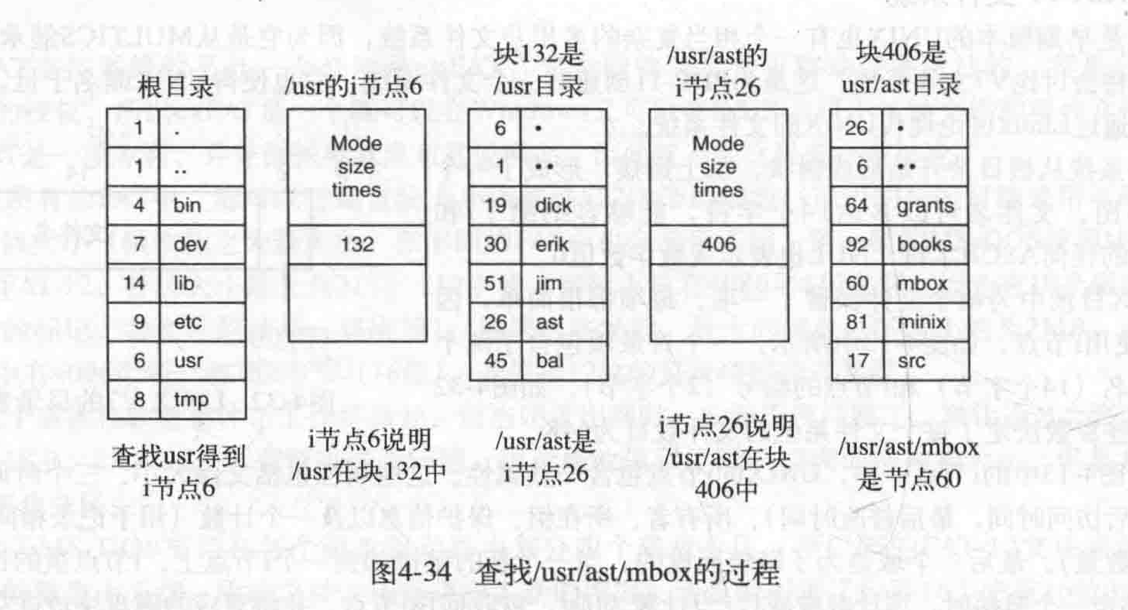 根目录
1 .
1 ..
4 bin
7 dev
14 lib
9 etc
6 usr
8 tmp
查找usr得到
i节点6
/usr的i节点6
Mode
size
times
132
i节点6说明
/usr在块132中
块132是
/usr目录
6 •
1 ••
19 dick
30 erik
51 jim
26 ast
45 bal
/usr/ast是
i节点26
/usr/ast的
i节点26
Mode
size
times
406
i节点26说明
/usr/ast在块
406中
块406是
usr/ast目录
26 •
6 ••
64 grants
92 books
60 mbox
81 minix
17 src
/usr/ast/mbox
是节点60
图4-34 查找/usr/ast/mbox的过程